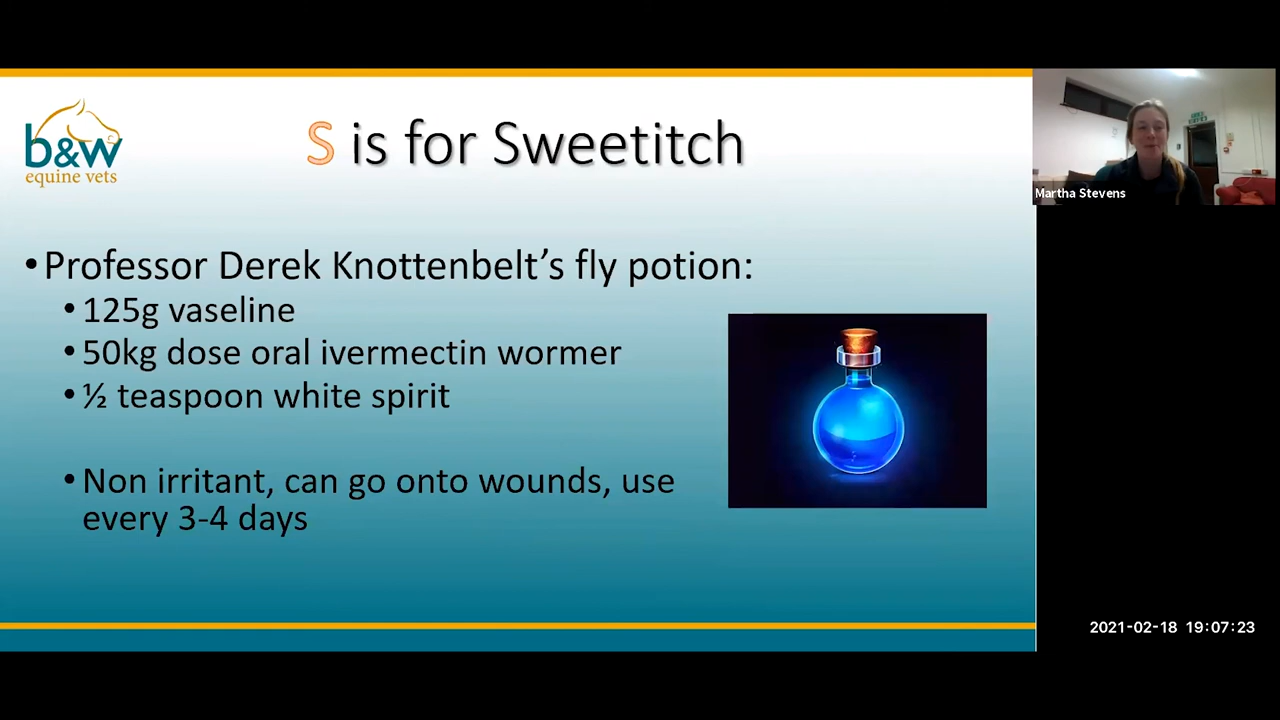 b&w
equine vets
S is for Sweetitch
Martha Stevens
•Professor Derek Knottenbelt’s fly potion:
•125g vaseline
•50kg dose oral ivermectin wormer
•½ teaspoon white spirit
•Non irritant, can go onto wounds, use
every 3-4 days
2021-02-18 19:07:23